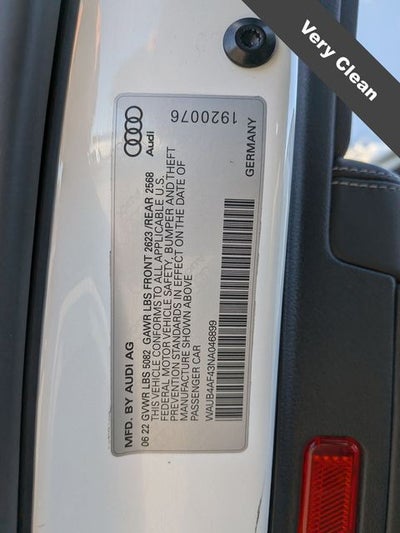 Very Clean
1920076
Audi
GERMANY
MFD. BY AUDI AG
06 22 GVWR LBS 5082 GAWR LBS FRONT 2623 /REAR 2568
THIS VEHICLE CONFORMS TO ALL APPLICABLE U.S.
FEDERAL MOTOR VEHICLE SAFETY, BUMPER AND THEFT
PREVENTION STANDARDS IN EFFECT ON THE DATE OF
MANUFACTURE SHOWN ABOVE
PASSENGER CAR
WAUB4AF43NA046899